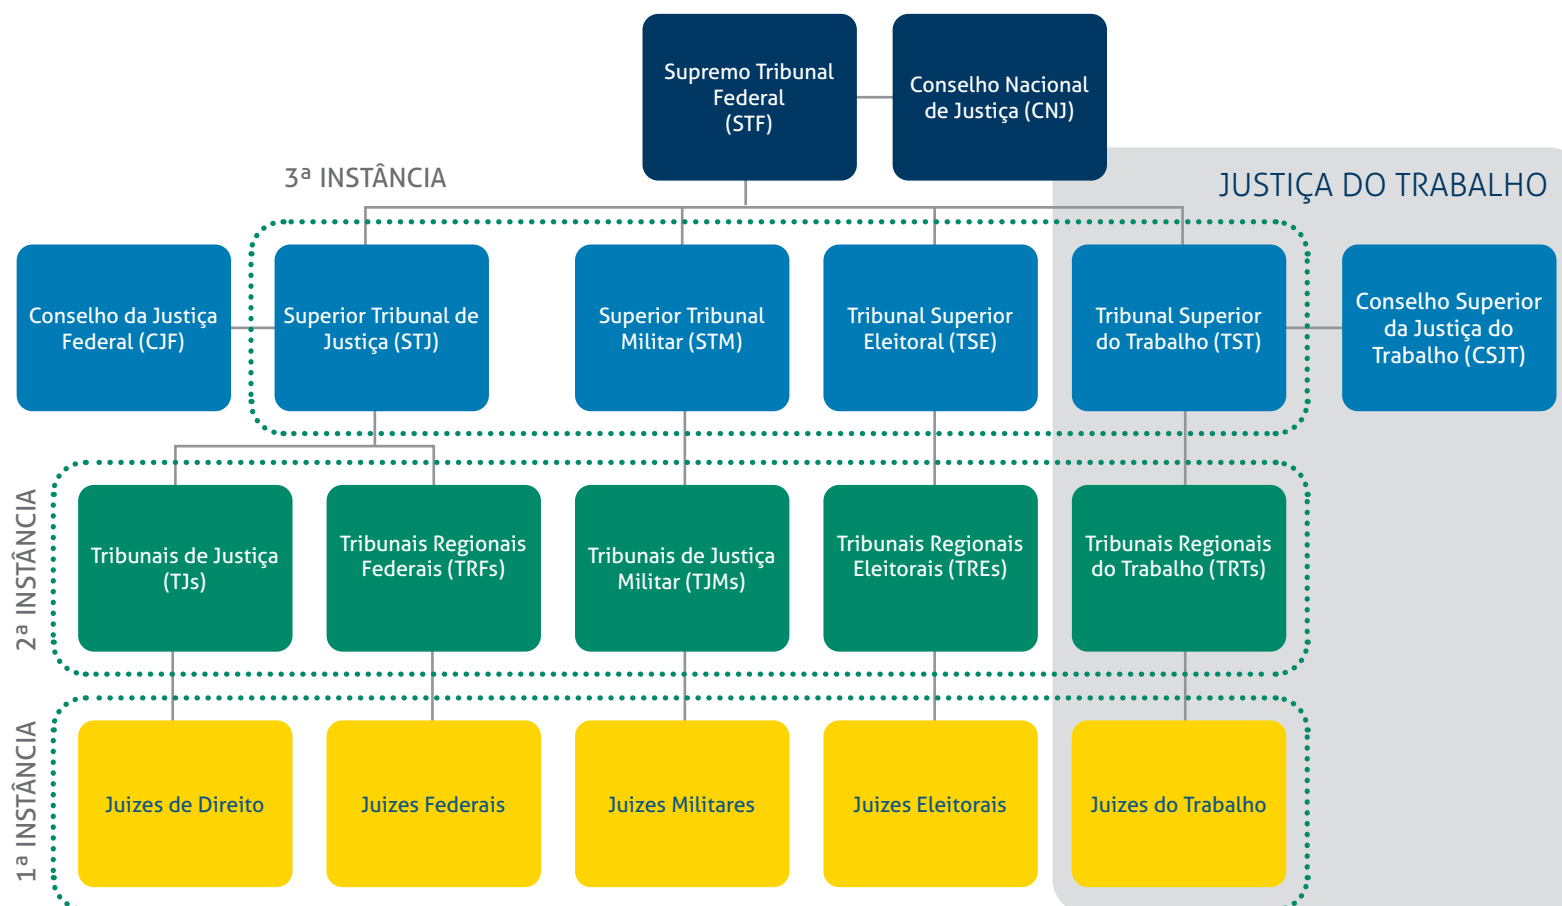 Supremo Tribunal
Federal
(STF)
Conselho Nacional
de Justiça (CNJ)
3ª INSTÂNCIA
JUSTIÇA DO TRABALHO
Conselho da Justiça
Federal (CJF)
Superior Tribunal de
Justiça (STJ)
Superior Tribunal
Militar (STM)
Tribunal Superior
Eleitoral (TSE)
Tribunal Superior
do Trabalho (TST)
Conselho Superior
da Justiça do
Trabalho (CSJT)
2ª INSTÂNCIA
Tribunais de Justiça
(TJs)
Tribunais Regionais
Federais (TRFs)
Tribunais de Justiça
Militar (TJMs)
Tribunais Regionais
Eleitorais (TREs)
Tribunais Regionais
do Trabalho (TRTs)
1ª INSTÂNCIA
Juizes de Direito
Juizes Federais
Juizes Militares
Juizes Eleitorais
Juizes do Trabalho